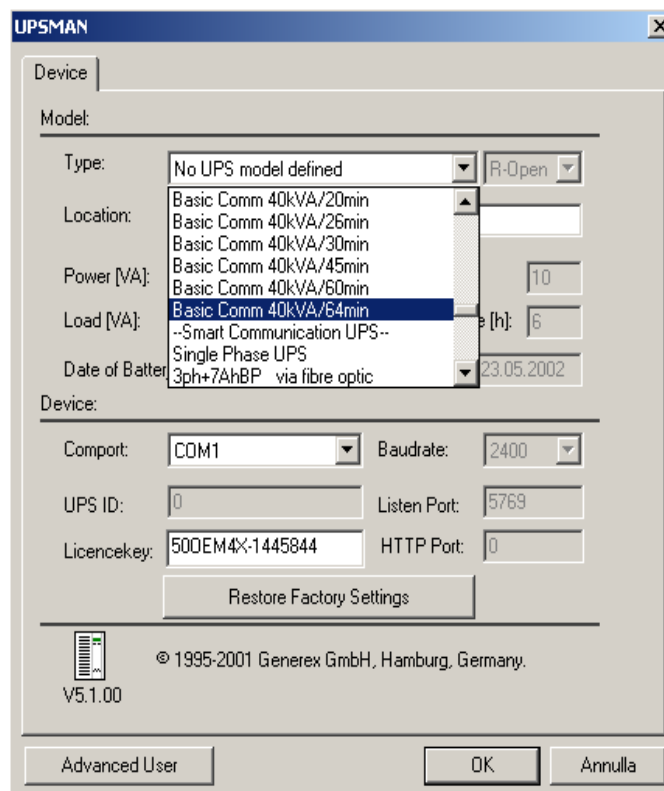 UPSMAN
Device
Model:
Type: No UPS model defined R-Open
Basic Comm 40kVA/20min
Basic Comm 40kVA/26min
Location:
Basic Comm 40kVA/30min
Basic Comm 40kVA/45min
Power [VA]: Basic Comm 40kVA/60min 10
Basic Comm 40kVA/64min
Load [VA]: --Smart Communication UPS-- [h]: 6
Single Phase UPS
Date of 3ph+7AhBP via fibre optic 23.05.2002
Device:
Comport: COM1 Baudrate: 2400
UPS ID: 0 Listen Port: 5769
Licencekey: 50OEM4X-1445844 HTTP Port: 0
Restore Factory Settings
© 1995-2001 Generex GmbH, Hamburg, Germany.
V5.1.00
Advanced User OK Annulla